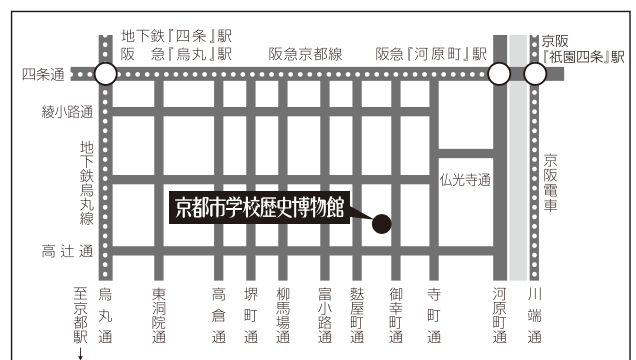 地下鉄『四条』駅
阪 急『烏丸』駅
阪急京都線
阪急『河原町』駅
京阪
『祇園四条』駅
四条通
綾小路通
地下鉄烏丸線
仏光寺通
京阪電車
京都市学校歴史博物館
高辻通
至京都駅
烏丸通
東洞院通
高倉通
堺町通
柳馬場通
富小路通
麩屋町通
御幸町通
寺町通
河原町通
川端通